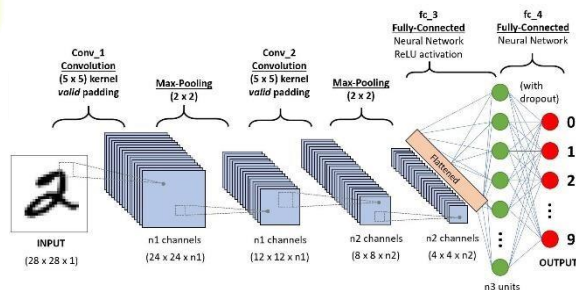 Conv_1
Convolution
(5 x 5) kernel
valid padding
Max-Pooling
(2 x 2)
Conv_2
Convolution
(5 x 5) kernel
valid padding
Max-Pooling
(2 x 2)
fc_3
Fully-Connected
Neural Network
ReLU activation
fc_4
Fully-Connected
Neural Network
(with
dropout)
2
INPUT
(28 x 28 x 1)
n1 channels
(24 x 24 x n1)
n1 channels
(12 x 12 x n1)
n2 channels
(8 x 8 x n2)
n2 channels
(4 x 4 x n2)
Flattened
n3 units
0
1
2
9
OUTPUT